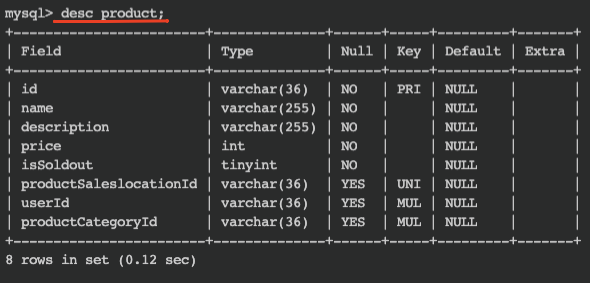 mysql> desc product;
+-----------------------+--------------+------+-----+---------+-------+
| Field                 | Type         | Null | Key | Default | Extra |
+-----------------------+--------------+------+-----+---------+-------+
| id                    | varchar(36)  | NO   | PRI | NULL    |       |
| name                  | varchar(255) | NO   |     | NULL    |       |
| description           | varchar(255) | NO   |     | NULL    |       |
| price                 | int          | NO   |     | NULL    |       |
| isSoldout             | tinyint      | NO   |     | NULL    |       |
| productSaleslocationId | varchar(36)  | YES  | UNI | NULL    |       |
| userId                | varchar(36)  | YES  | MUL | NULL    |       |
| productCategoryId     | varchar(36)  | YES  | MUL | NULL    |       |
+-----------------------+--------------+------+-----+---------+-------+
8 rows in set (0.12 sec)